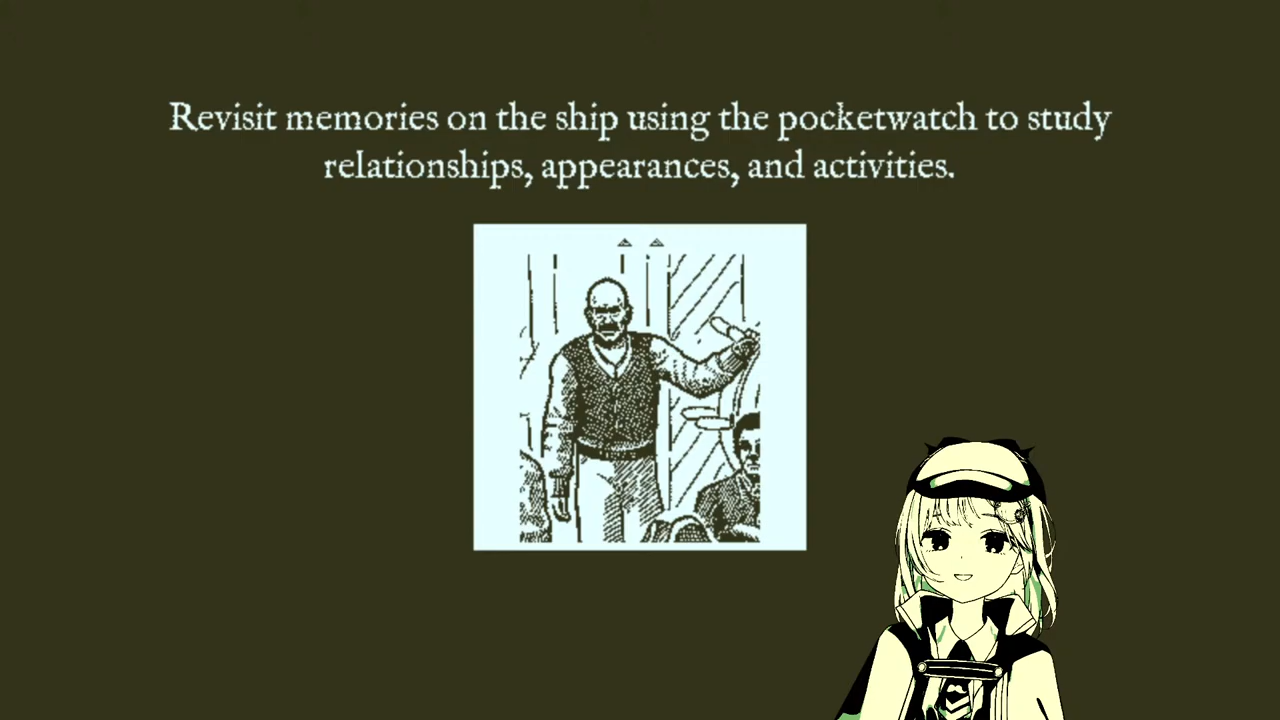 Revisit memories on the ship using the pocketwatch to study
relationships, appearances, and activities.